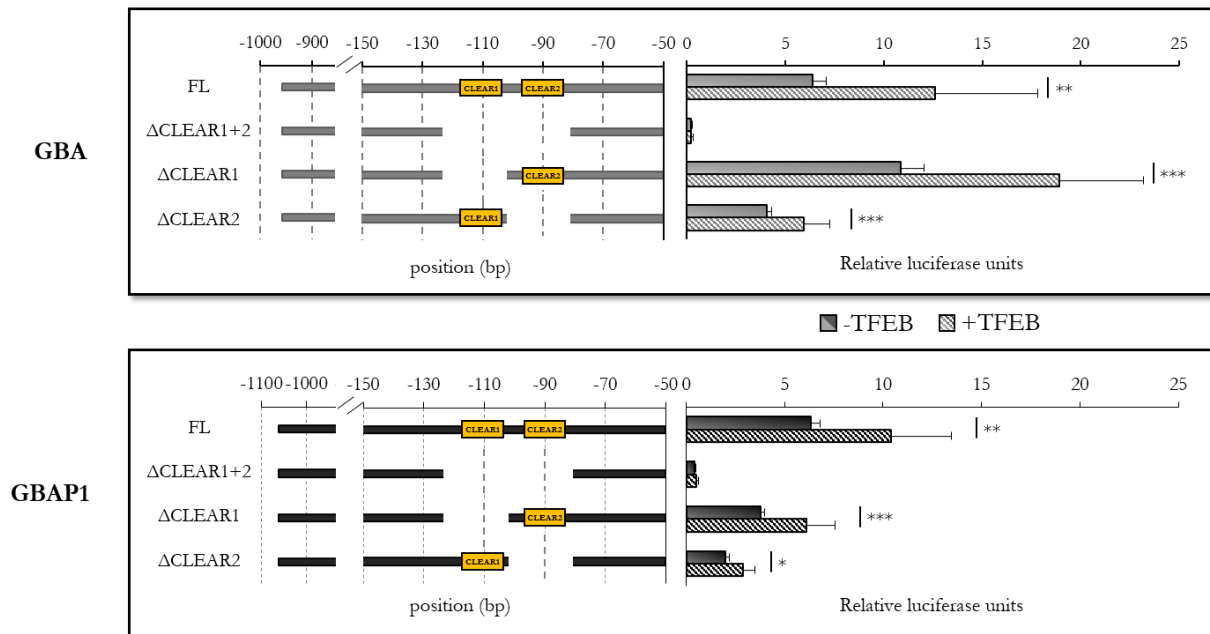 -1000 -900 -150 -130 -110 -90 -70 -50 0 5 10 15 20 25
FL CLEAR1 CLEAR2 **
ΔCLEAR1+2
GBA
ΔCLEAR1 CLEAR2 ***
ΔCLEAR2 CLEAR1 ***
position (bp) Relative luciferase units
-TFEB +TFEB
-1100 -1000 -150 -130 -110 -90 -70 -50 0 5 10 15 20 25
FL CLEAR1 CLEAR2 **
ΔCLEAR1+2
GBAP1
ΔCLEAR1 CLEAR2 ***
ΔCLEAR2 CLEAR1 *
position (bp) Relative luciferase units